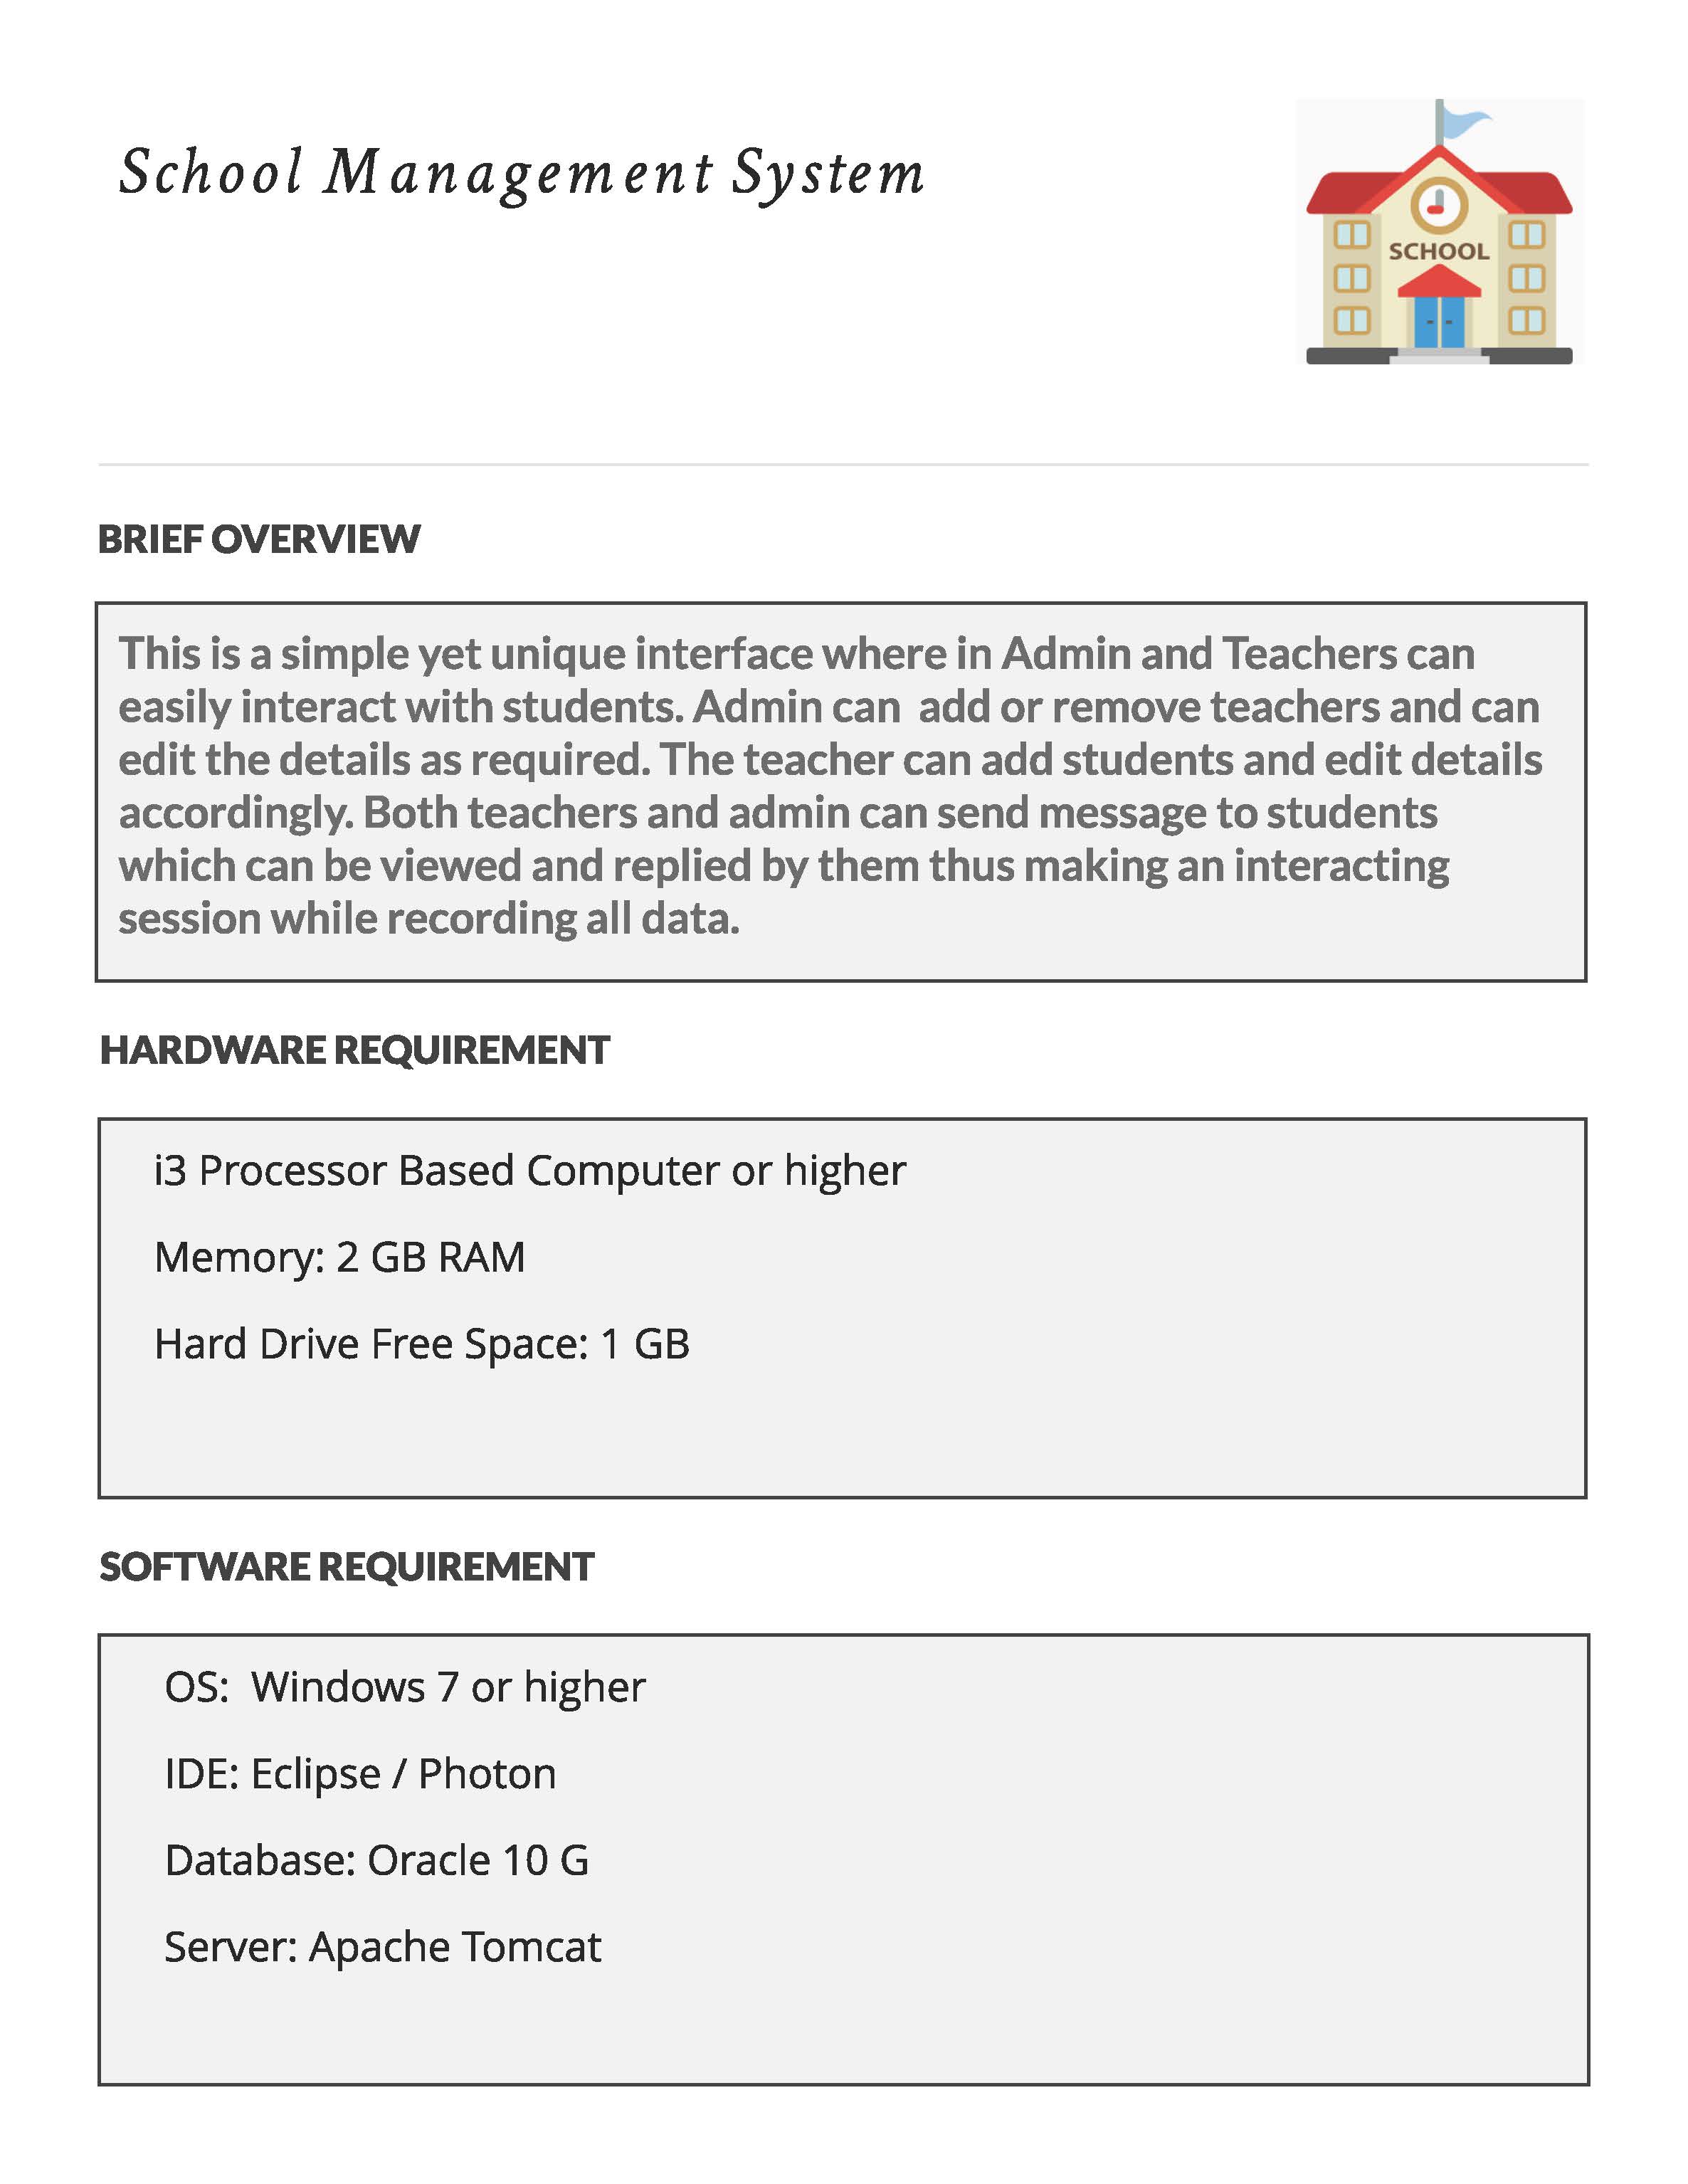 School Management System
SCHOOL
BRIEF OVERVIEW
This is a simple yet unique interface where in Admin and Teachers can
easily interact with students. Admin can  add or remove teachers and can
edit the details as required. The teacher can add students and edit details
accordingly. Both teachers and admin can send message to students
which can be viewed and replied by them thus making an interacting
session while recording all data.
HARDWARE REQUIREMENT
i3 Processor Based Computer or higher
Memory: 2 GB RAM
Hard Drive Free Space: 1 GB
SOFTWARE REQUIREMENT
OS:  Windows 7 or higher
IDE: Eclipse / Photon
Database: Oracle 10 G
Server: Apache Tomcat